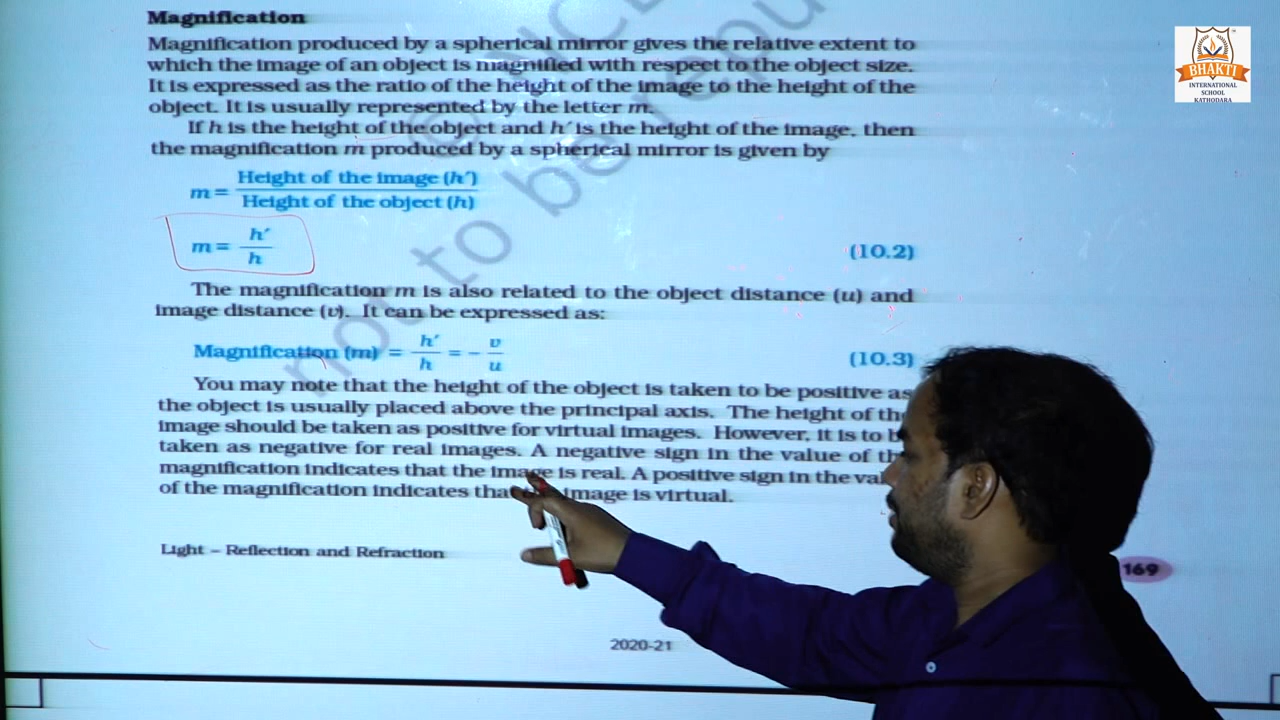 Magnification
Magnification produced by a spherical mirror gives the relative extent to
which the image of an object is magnified with respect to the object size.
It is expressed as the ratio of the height of the image to the height of the
object. It is usually represented by the letter m.
If h is the height of the object and h′ is the height of the image, then
the magnification m produced by a spherical mirror is given by
m = Height of the image (h′) / Height of the object (h)
m = h′ / h (10.2)
The magnification m is also related to the object distance (u) and
image distance (v). It can be expressed as:
Magnification (m) = h′ / h = − v / u (10.3)
You may note that the height of the object is taken to be positive as
the object is usually placed above the principal axis. The height of th
image should be taken as positive for virtual images. However, it is to b
taken as negative for real images. A negative sign in the value of th
magnification indicates that the image is real. A positive sign in the val
of the magnification indicates tha image is virtual.
Light – Reflection and Refraction
169
2020-21
not to be repu
© NCE
BHAKTI
INTERNATIONAL
SCHOOL
KATHODARA